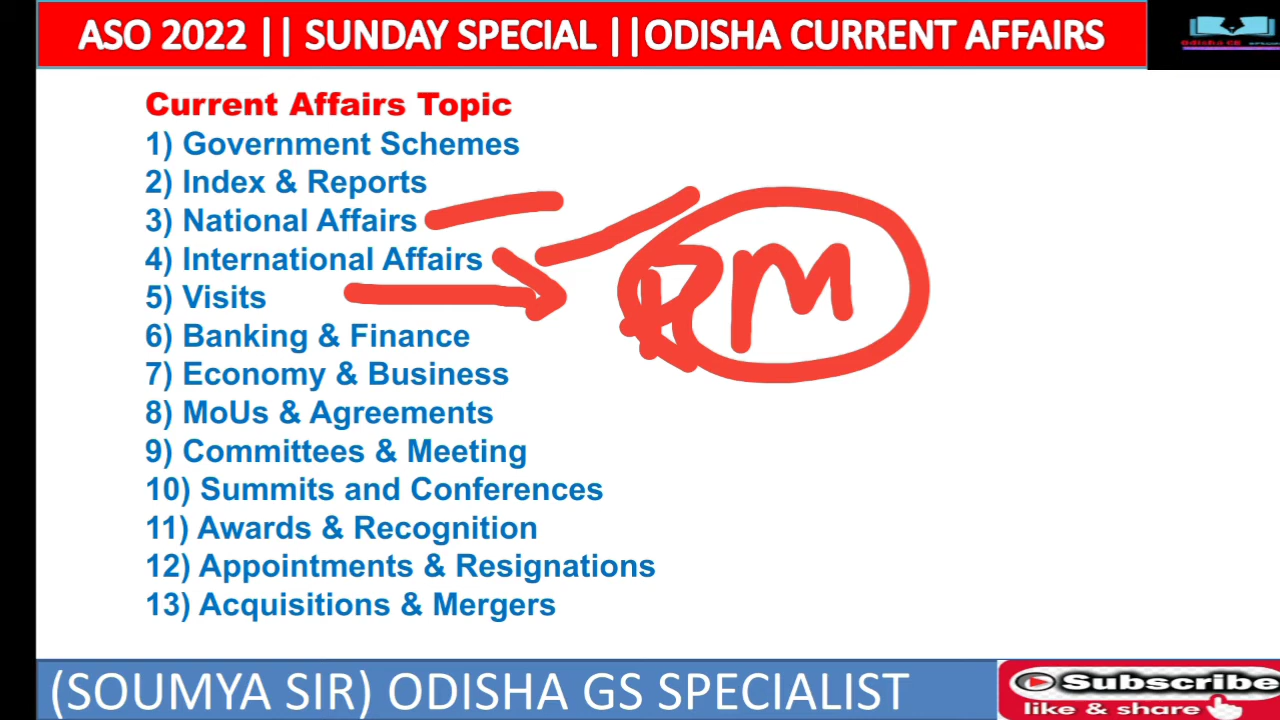 ASO 2022 || SUNDAY SPECIAL ||ODISHA CURRENT AFFAIRS
Current Affairs Topic
1) Government Schemes
2) Index & Reports
3) National Affairs
4) International Affairs
5) Visits
PM
6) Banking & Finance
7) Economy & Business
8) MoUs & Agreements
9) Committees & Meeting
10) Summits and Conferences
11) Awards & Recognition
12) Appointments & Resignations
13) Acquisitions & Mergers
(SOUMYA SIR) ODISHA GS SPECIALIST
Subscribe
like & share